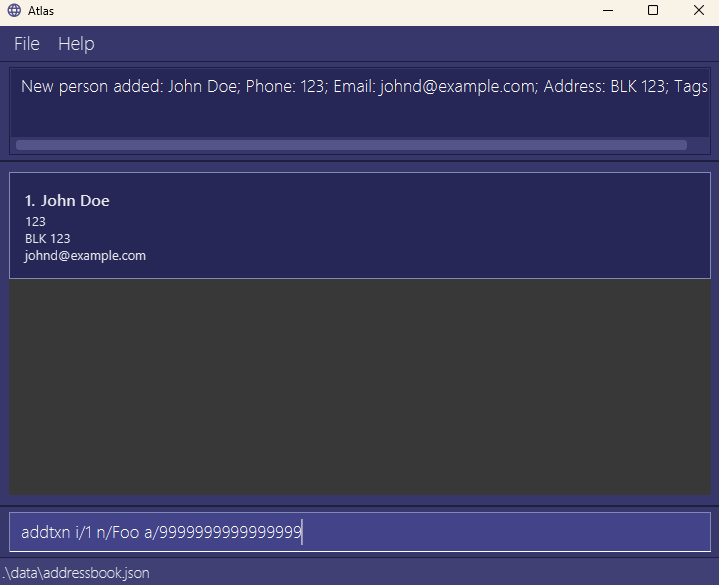 Atlas
File Help
New person added: John Doe; Phone: 123; Email: johnd@example.com; Address: BLK 123; Tags
1. John Doe
123
BLK 123
johnd@example.com
addtxn i/1 n/Foo a/9999999999999999
.\data\addressbook.json